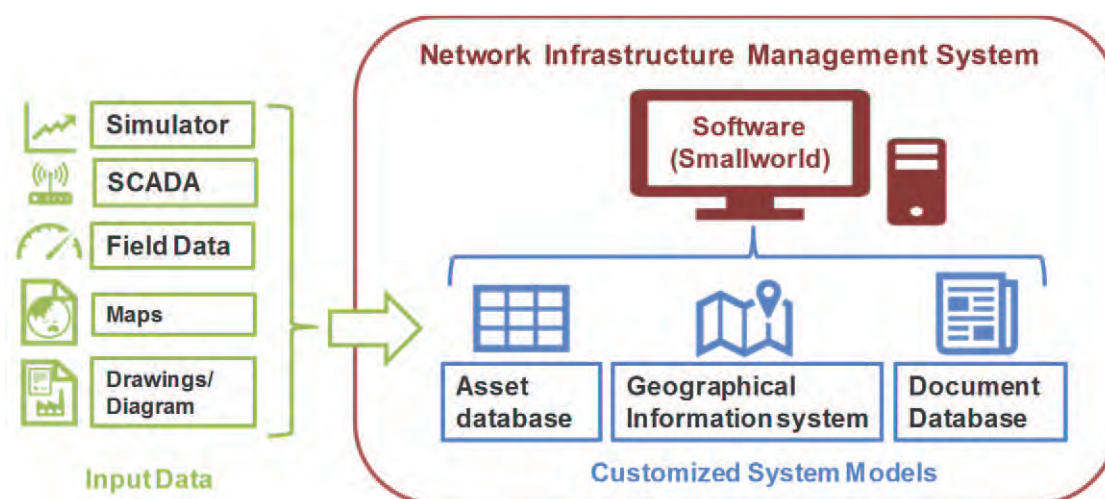 Network Infrastructure Management System
Simulator
SCADA
Field Data
Maps
Drawings/
Diagram
Input Data
Software
(Smallworld)
Asset
database
Geographical
Information system
Document
Database
Customized System Models